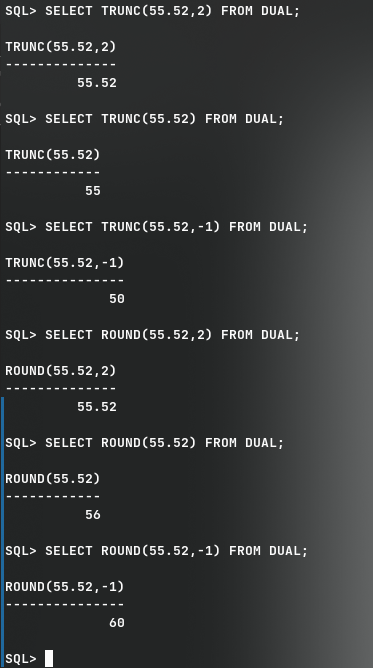 SQL> SELECT TRUNC(55.52,2) FROM DUAL;
TRUNC(55.52,2)
--------------
55.52
SQL> SELECT TRUNC(55.52) FROM DUAL;
TRUNC(55.52)
------------
55
SQL> SELECT TRUNC(55.52,-1) FROM DUAL;
TRUNC(55.52,-1)
---------------
50
SQL> SELECT ROUND(55.52,2) FROM DUAL;
ROUND(55.52,2)
--------------
55.52
SQL> SELECT ROUND(55.52) FROM DUAL;
ROUND(55.52)
------------
56
SQL> SELECT ROUND(55.52,-1) FROM DUAL;
ROUND(55.52,-1)
---------------
60
SQL>